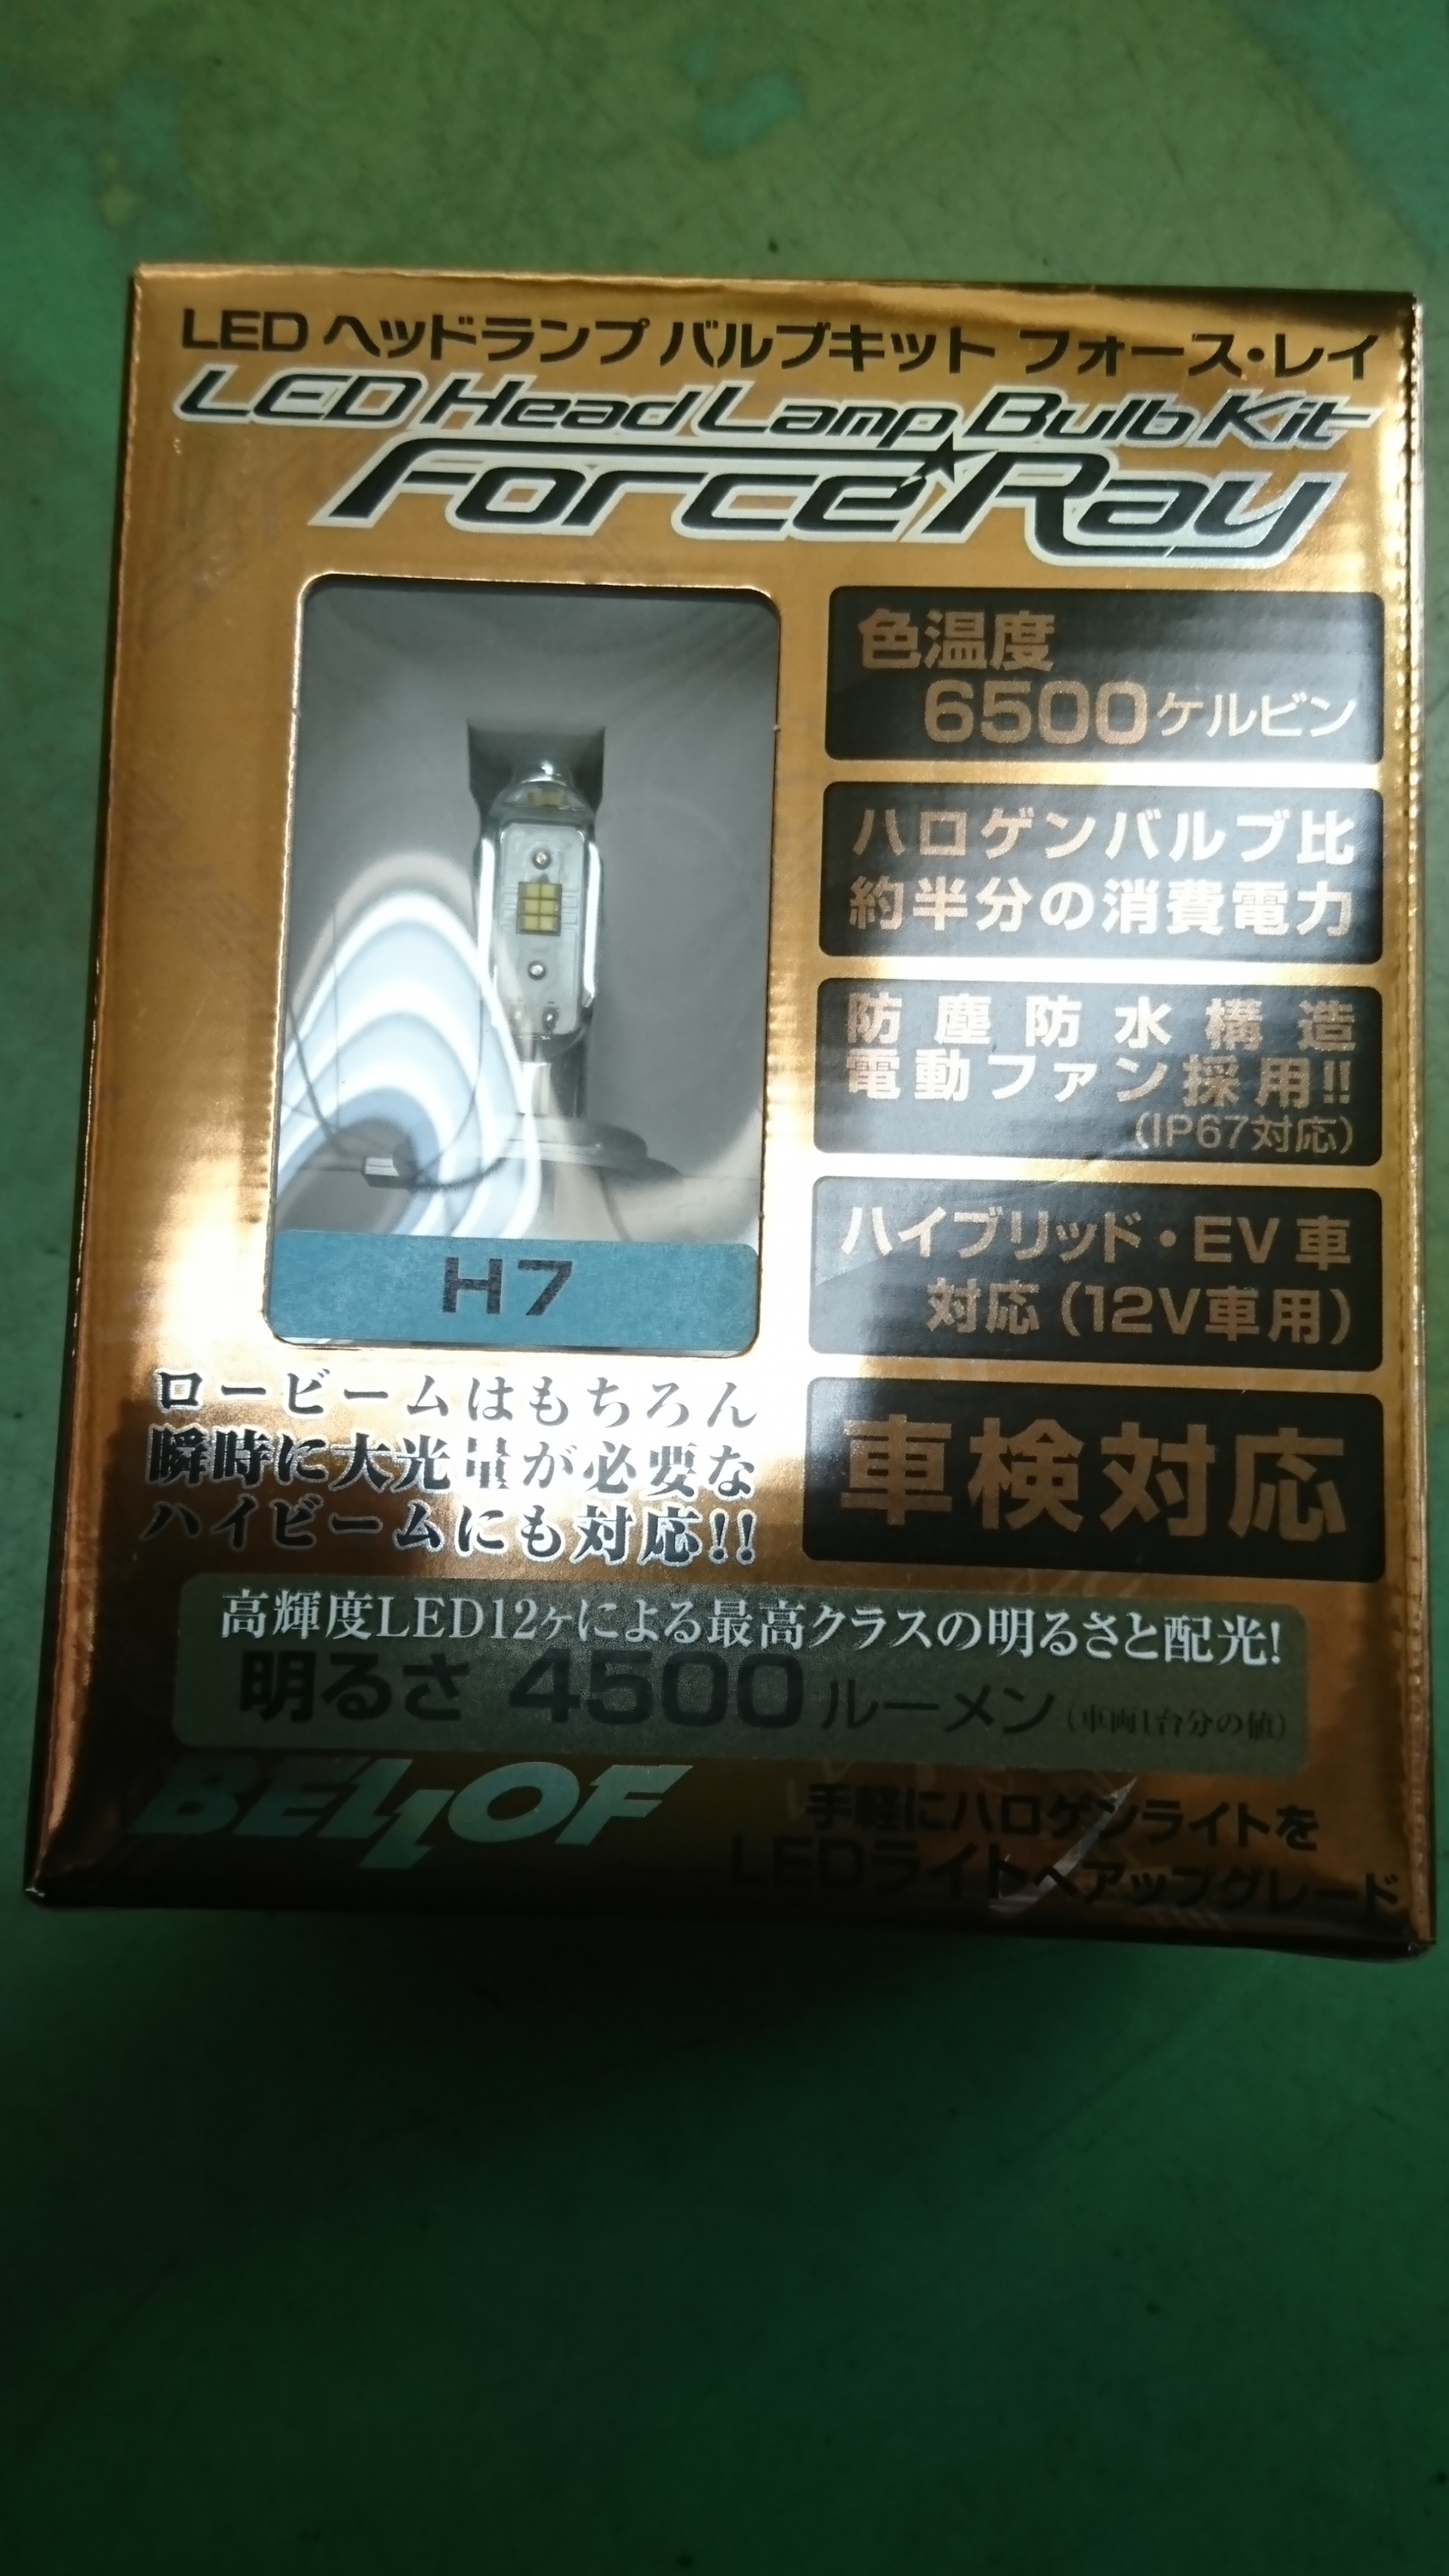 LED ヘッドランプ バルブキット フォース・レイ
LED Head Lamp Bulb Kit
Force Ray
色温度
6500ケルビン
ハロゲンバルブ比
約半分の消費電力
防塵防水構造
電動ファン採用!!
(IP67対応)
ハイブリッド・EV車
対応(12V車用)
車検対応
H7
ロービームはもちろん
瞬時に大光量が必要な
ハイビームにも対応!!
高輝度LED12ヶによる最高クラスの明るさと配光!
明るさ 4500ルーメン(車両1台分の値)
BELLOF
手軽にハロゲンライトを
LEDライトへアップグレード